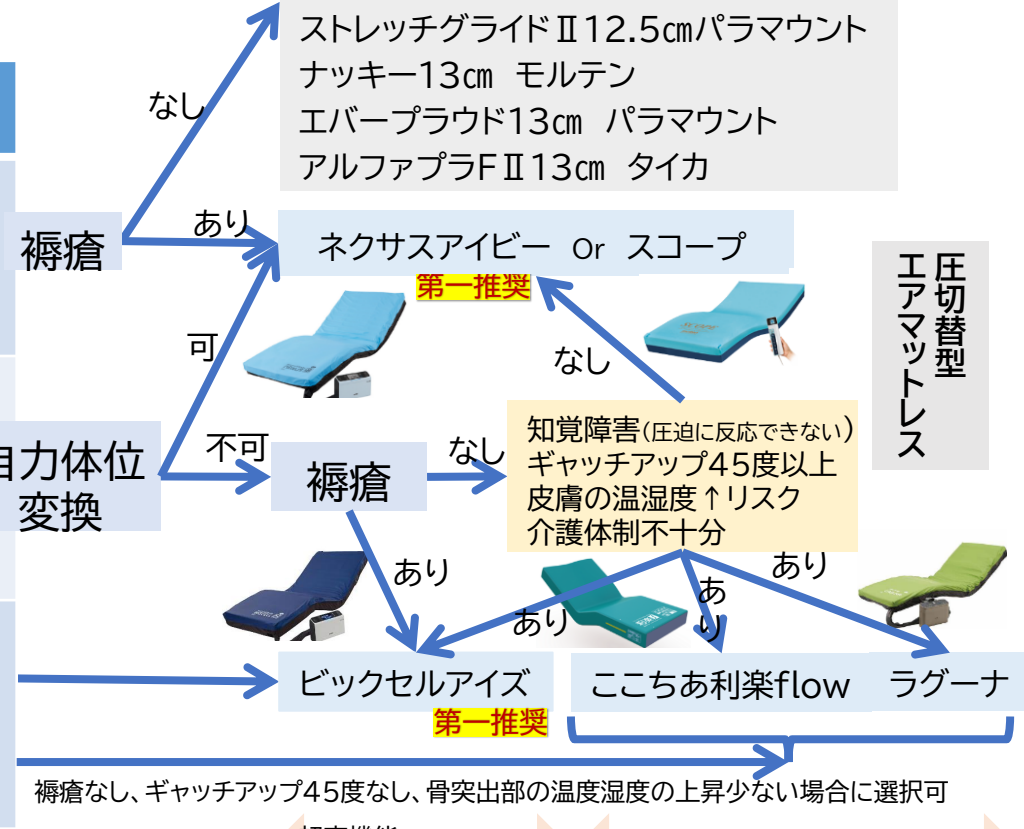 ストレッチグライドⅡ12.5㎝パラマウント
ナッキー13㎝ モルテン
エバープラウド13㎝ パラマウント
アルファプラFⅡ13㎝ タイカ
なし
褥瘡
あり
ネクサスアイビー Or スコープ
第一推奨
圧切替型
エアマットレス
可
なし
自力体位
変換
不可
褥瘡
なし
知覚障害(圧迫に反応できない)
ギャッチアップ45度以上
皮膚の温湿度↑リスク
介護体制不十分
あり
あり
あり
あり
ビックセルアイズ
第一推奨
ここちあ利楽flow
ラグーナ
褥瘡なし、ギャッチアップ45度なし、骨突出部の温度湿度の上昇少ない場合に選択可